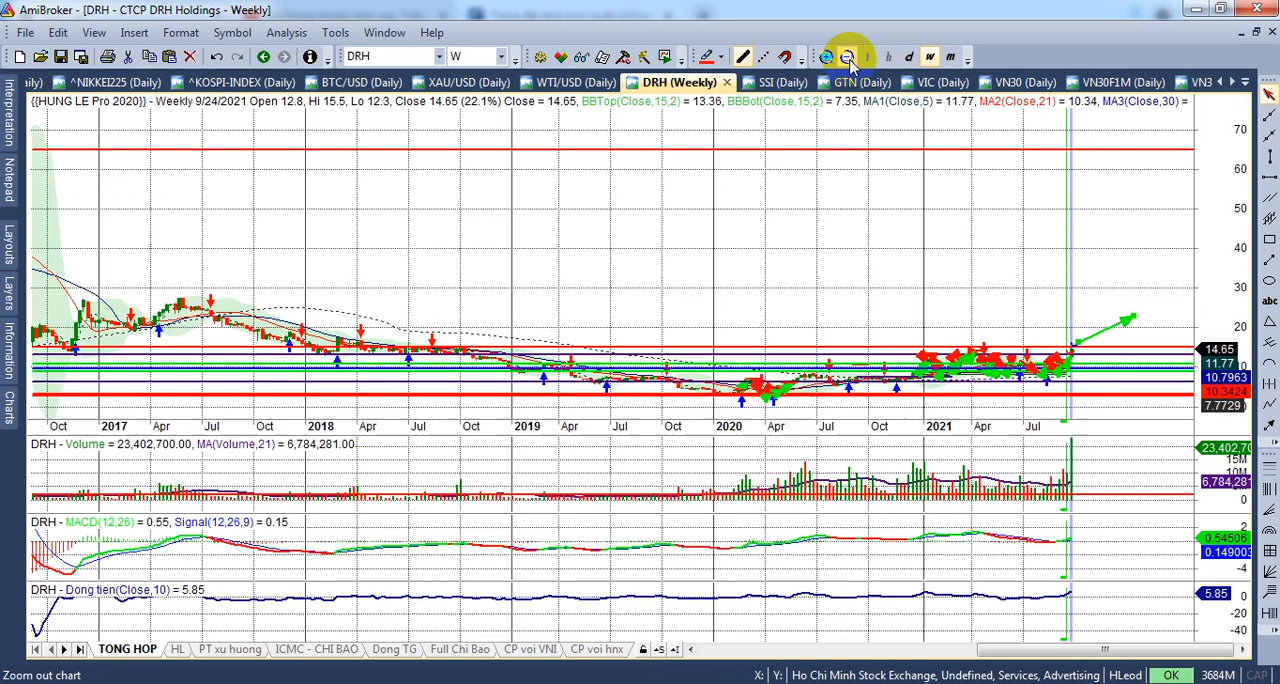 AmiBroker - [DRH - CTCP DRH Holdings - Weekly]
File Edit View Insert Format Symbol Analysis Tools Window Help
DRH W i h d w m
ily) ^NIKKEI225 (Daily) ^KOSPI-INDEX (Daily) BTC/USD (Daily) XAU/USD (Daily) WTI/USD (Daily) DRH (Weekly) SSI (Daily) GTN (Daily) VIC (Daily) VN30 (Daily) VN30F1M (Daily) VN3
{{HUNG LE Pro 2020}} - Weekly 9/24/2021 Open 12.8, Hi 15.5, Lo 12.3, Close 14.65 (22.1%) Close = 14.65, BBTop(Close,15,2) = 13.36, BBBot(Close,15,2) = 7.35, MA1(Close,5) = 11.77, MA2(Close,21) = 10.34, MA3(Close,30) =
Interpretation
Notepad
Layouts
Layers
Information
Charts
abc
70
60
50
40
30
20
14.65
11.77
10.7963
10.3424
7.7729
Oct 2017 Apr Jul Oct 2018 Apr Jul Oct 2019 Apr Jul Oct 2020 Apr Jul Oct 2021 Apr Jul
DRH - Volume = 23,402,700.00, MA(Volume,21) = 6,784,281.00
23,402,70
15M
10M
6,784,281
0
DRH - MACD(12,26) = 0.55, Signal(12,26,9) = 0.15
2
0.54506
0.149003
-4
DRH - Dong tien(Close,10) = 5.85
5.85
0
-20
-40
TONG HOP HL PT xu huong ICMC - CHI BAO Dong TG Full Chi Bao CP voi VNI CP voi hnx
Zoom out chart X: Y: Ho Chi Minh Stock Exchange, Undefined, Services, Advertising HLeod OK 3684M CAP